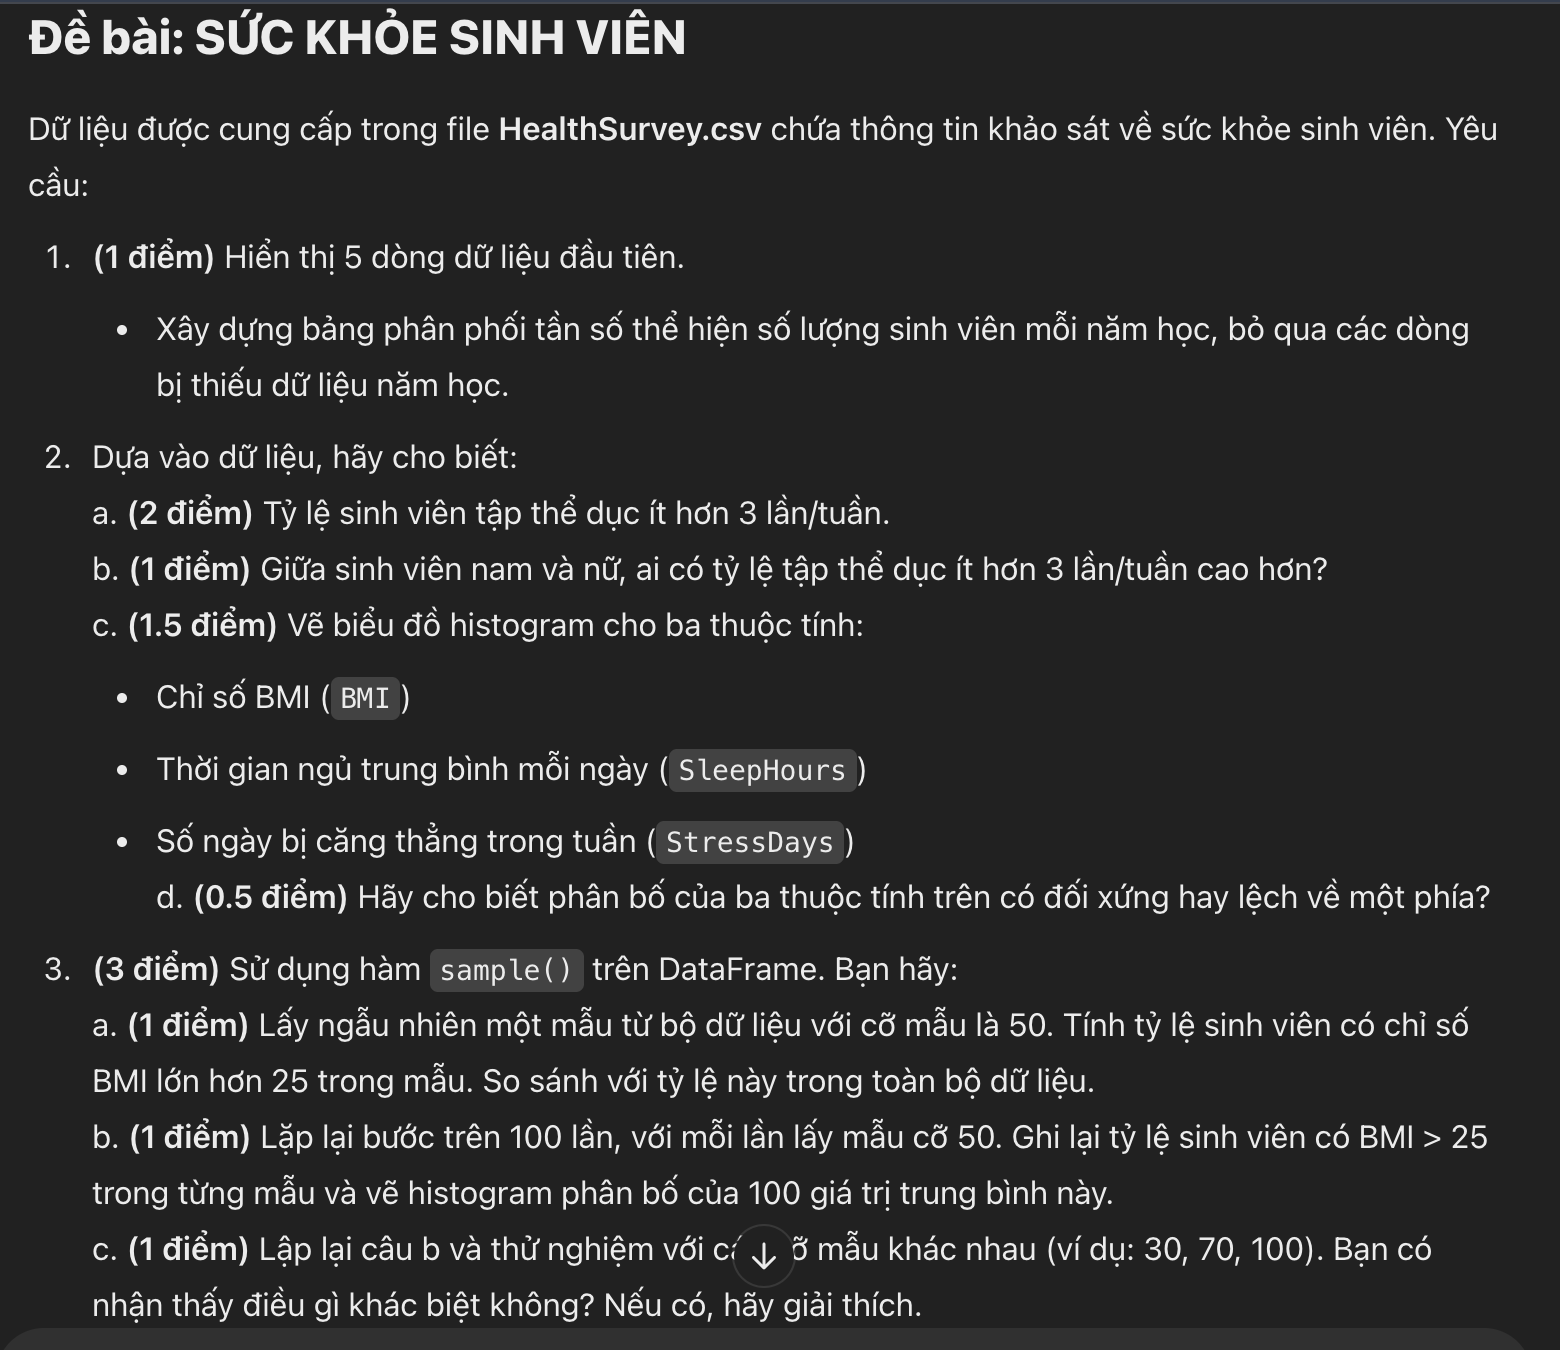 Đề bài: SỨC KHỎE SINH VIÊN
Dữ liệu được cung cấp trong file HealthSurvey.csv chứa thông tin khảo sát về sức khỏe sinh viên. Yêu
cầu:
1. (1 điểm) Hiển thị 5 dòng dữ liệu đầu tiên.
• Xây dựng bảng phân phối tần số thể hiện số lượng sinh viên mỗi năm học, bỏ qua các dòng
bị thiếu dữ liệu năm học.
2. Dựa vào dữ liệu, hãy cho biết:
a. (2 điểm) Tỷ lệ sinh viên tập thể dục ít hơn 3 lần/tuần.
b. (1 điểm) Giữa sinh viên nam và nữ, ai có tỷ lệ tập thể dục ít hơn 3 lần/tuần cao hơn?
c. (1.5 điểm) Vẽ biểu đồ histogram cho ba thuộc tính:
• Chỉ số BMI (BMI)
• Thời gian ngủ trung bình mỗi ngày (SleepHours)
• Số ngày bị căng thẳng trong tuần (StressDays)
d. (0.5 điểm) Hãy cho biết phân bố của ba thuộc tính trên có đối xứng hay lệch về một phía?
3. (3 điểm) Sử dụng hàm sample() trên DataFrame. Bạn hãy:
a. (1 điểm) Lấy ngẫu nhiên một mẫu từ bộ dữ liệu với cỡ mẫu là 50. Tính tỷ lệ sinh viên có chỉ số
BMI lớn hơn 25 trong mẫu. So sánh với tỷ lệ này trong toàn bộ dữ liệu.
b. (1 điểm) Lặp lại bước trên 100 lần, với mỗi lần lấy mẫu cỡ 50. Ghi lại tỷ lệ sinh viên có BMI > 25
trong từng mẫu và vẽ histogram phân bố của 100 giá trị trung bình này.
c. (1 điểm) Lập lại câu b và thử nghiệm với mẫu khác nhau (ví dụ: 30, 70, 100). Bạn có
nhận thấy điều gì khác biệt không? Nếu có, hãy giải thích.